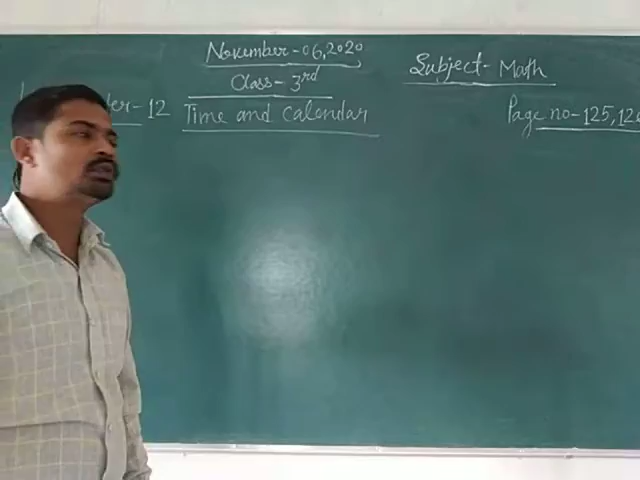 November-06,2020
Subject- Math
Class- 3rd
-12
Time and Calendar
Page no-125,